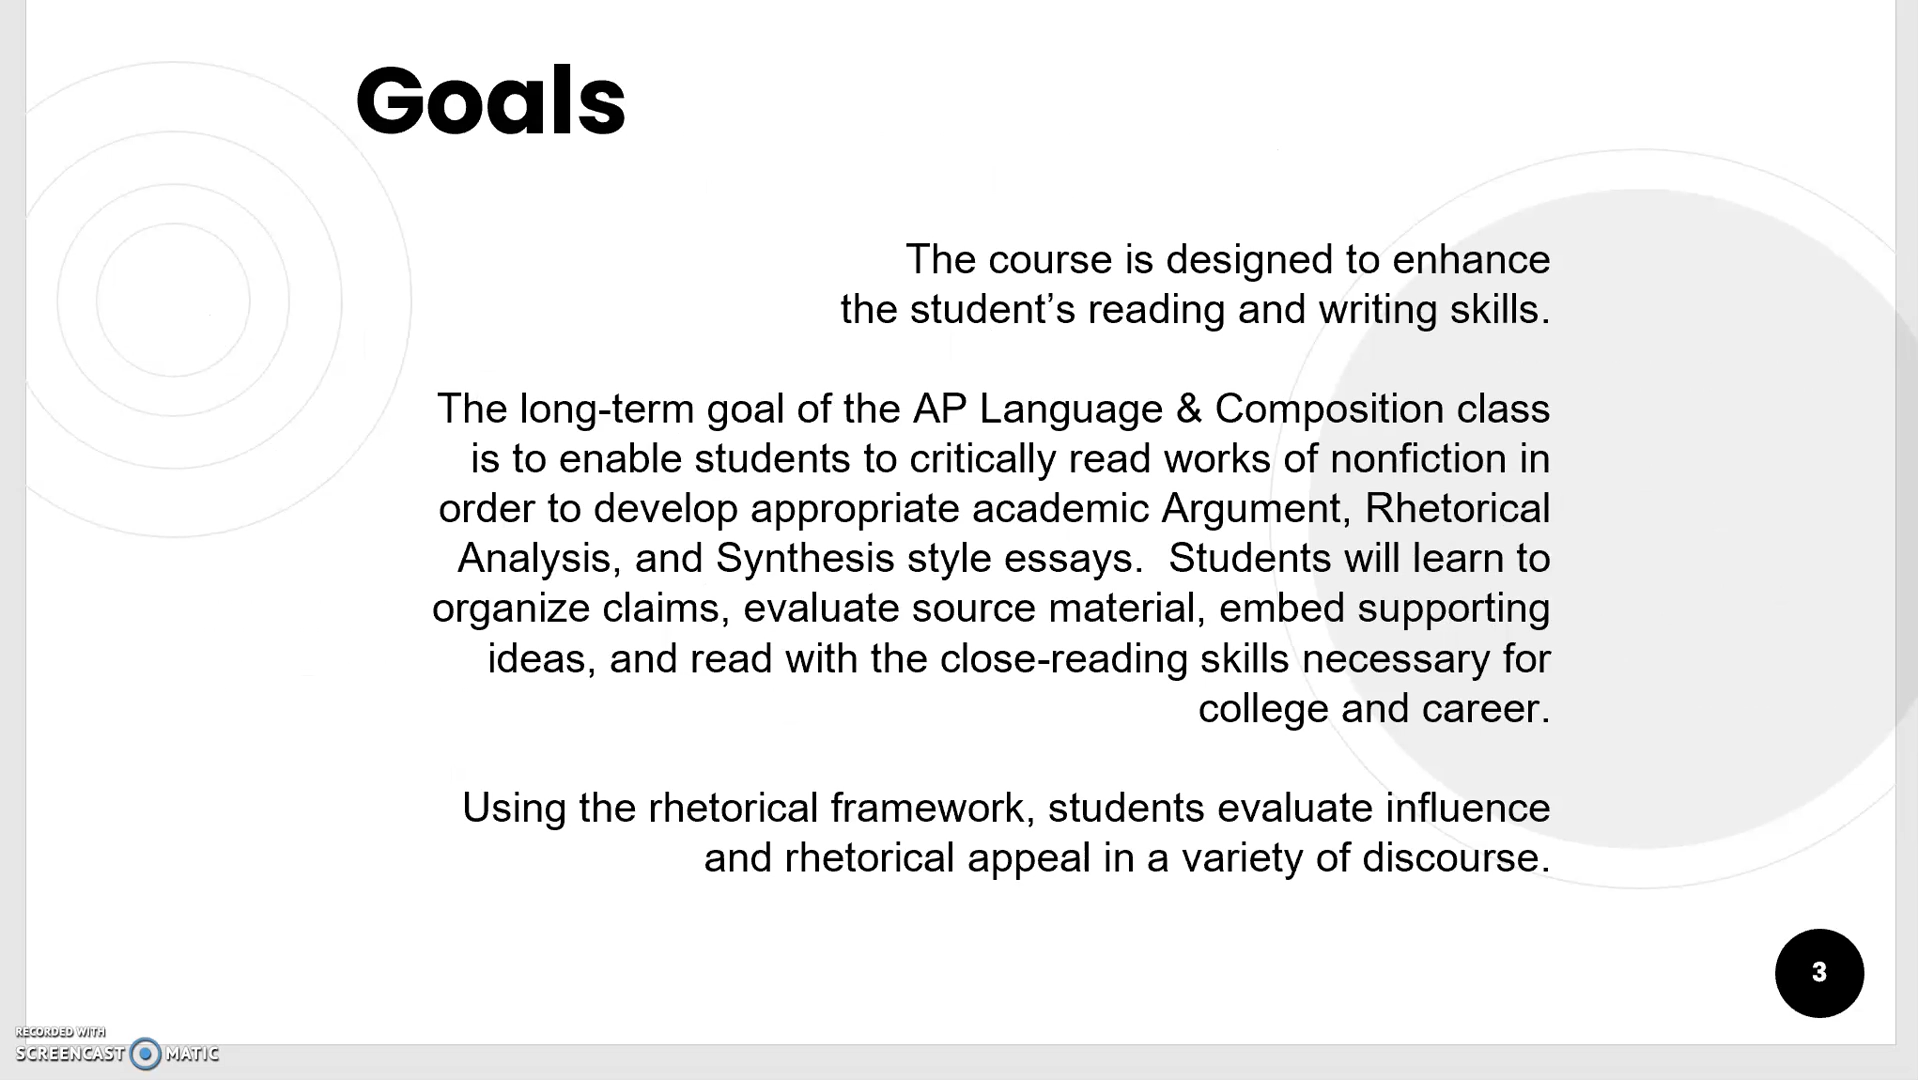 Goals
The course is designed to enhance
the student’s reading and writing skills.
The long-term goal of the AP Language & Composition class
is to enable students to critically read works of nonfiction in
order to develop appropriate academic Argument, Rhetorical
Analysis, and Synthesis style essays.  Students will learn to
organize claims, evaluate source material, embed supporting
ideas, and read with the close-reading skills necessary for
college and career.
Using the rhetorical framework, students evaluate influence
and rhetorical appeal in a variety of discourse.
3
RECORDED WITH
SCREENCAST MATIC